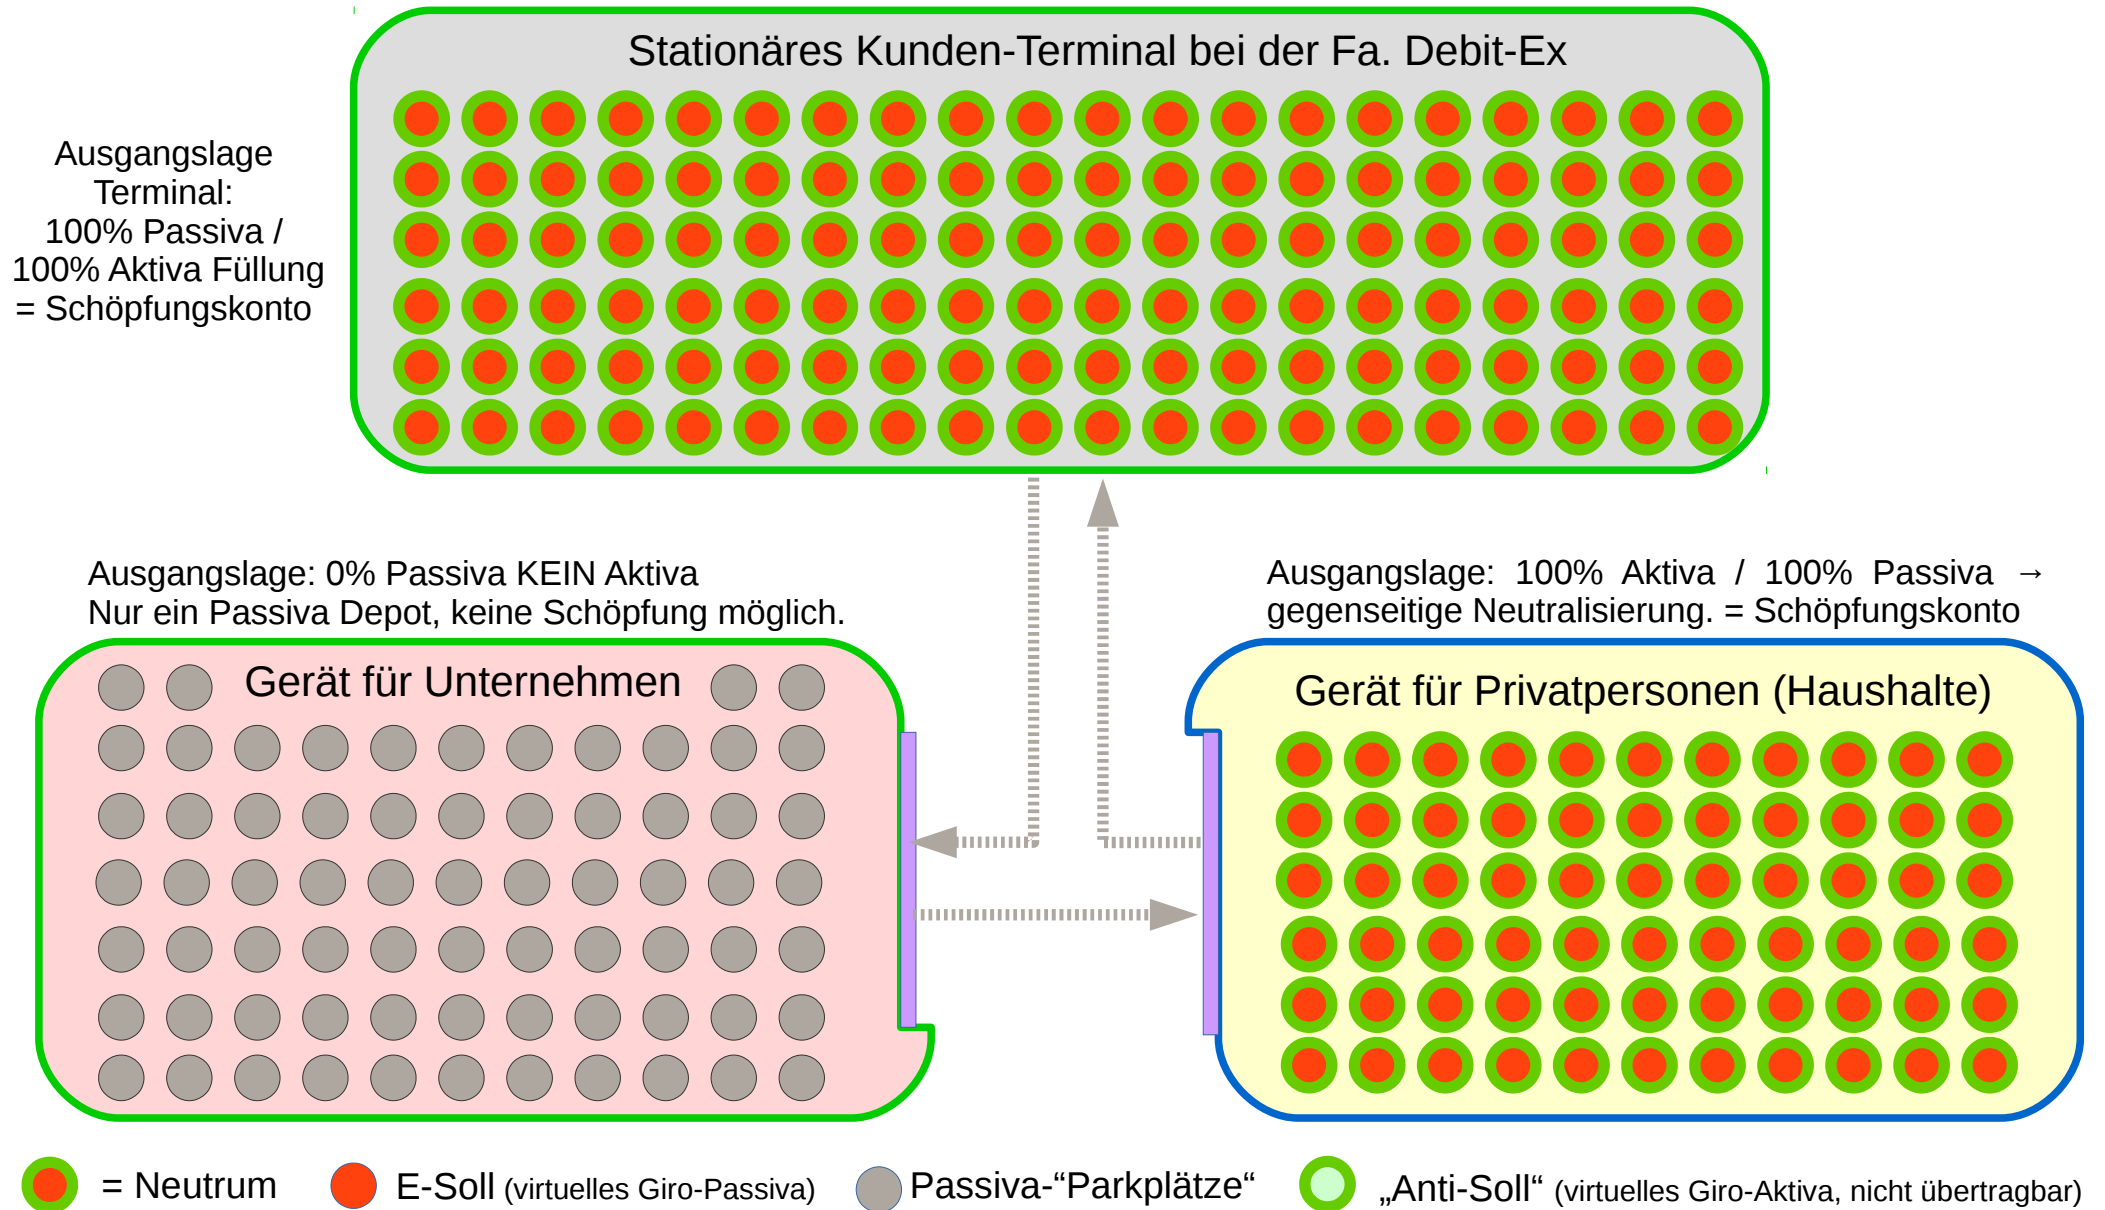 Stationäres Kunden-Terminal bei der Fa. Debit-Ex
Ausgangslage
Terminal:
100% Passiva /
100% Aktiva Füllung
= Schöpfungskonto
Ausgangslage: 0% Passiva KEIN Aktiva
Nur ein Passiva Depot, keine Schöpfung möglich.
Ausgangslage: 100% Aktiva / 100% Passiva →
gegenseitige Neutralisierung. = Schöpfungskonto
Gerät für Unternehmen
Gerät für Privatpersonen (Haushalte)
= Neutrum
E-Soll (virtuelles Giro-Passiva)
Passiva-“Parkplätze“
„Anti-Soll“ (virtuelles Giro-Aktiva, nicht übertragbar)